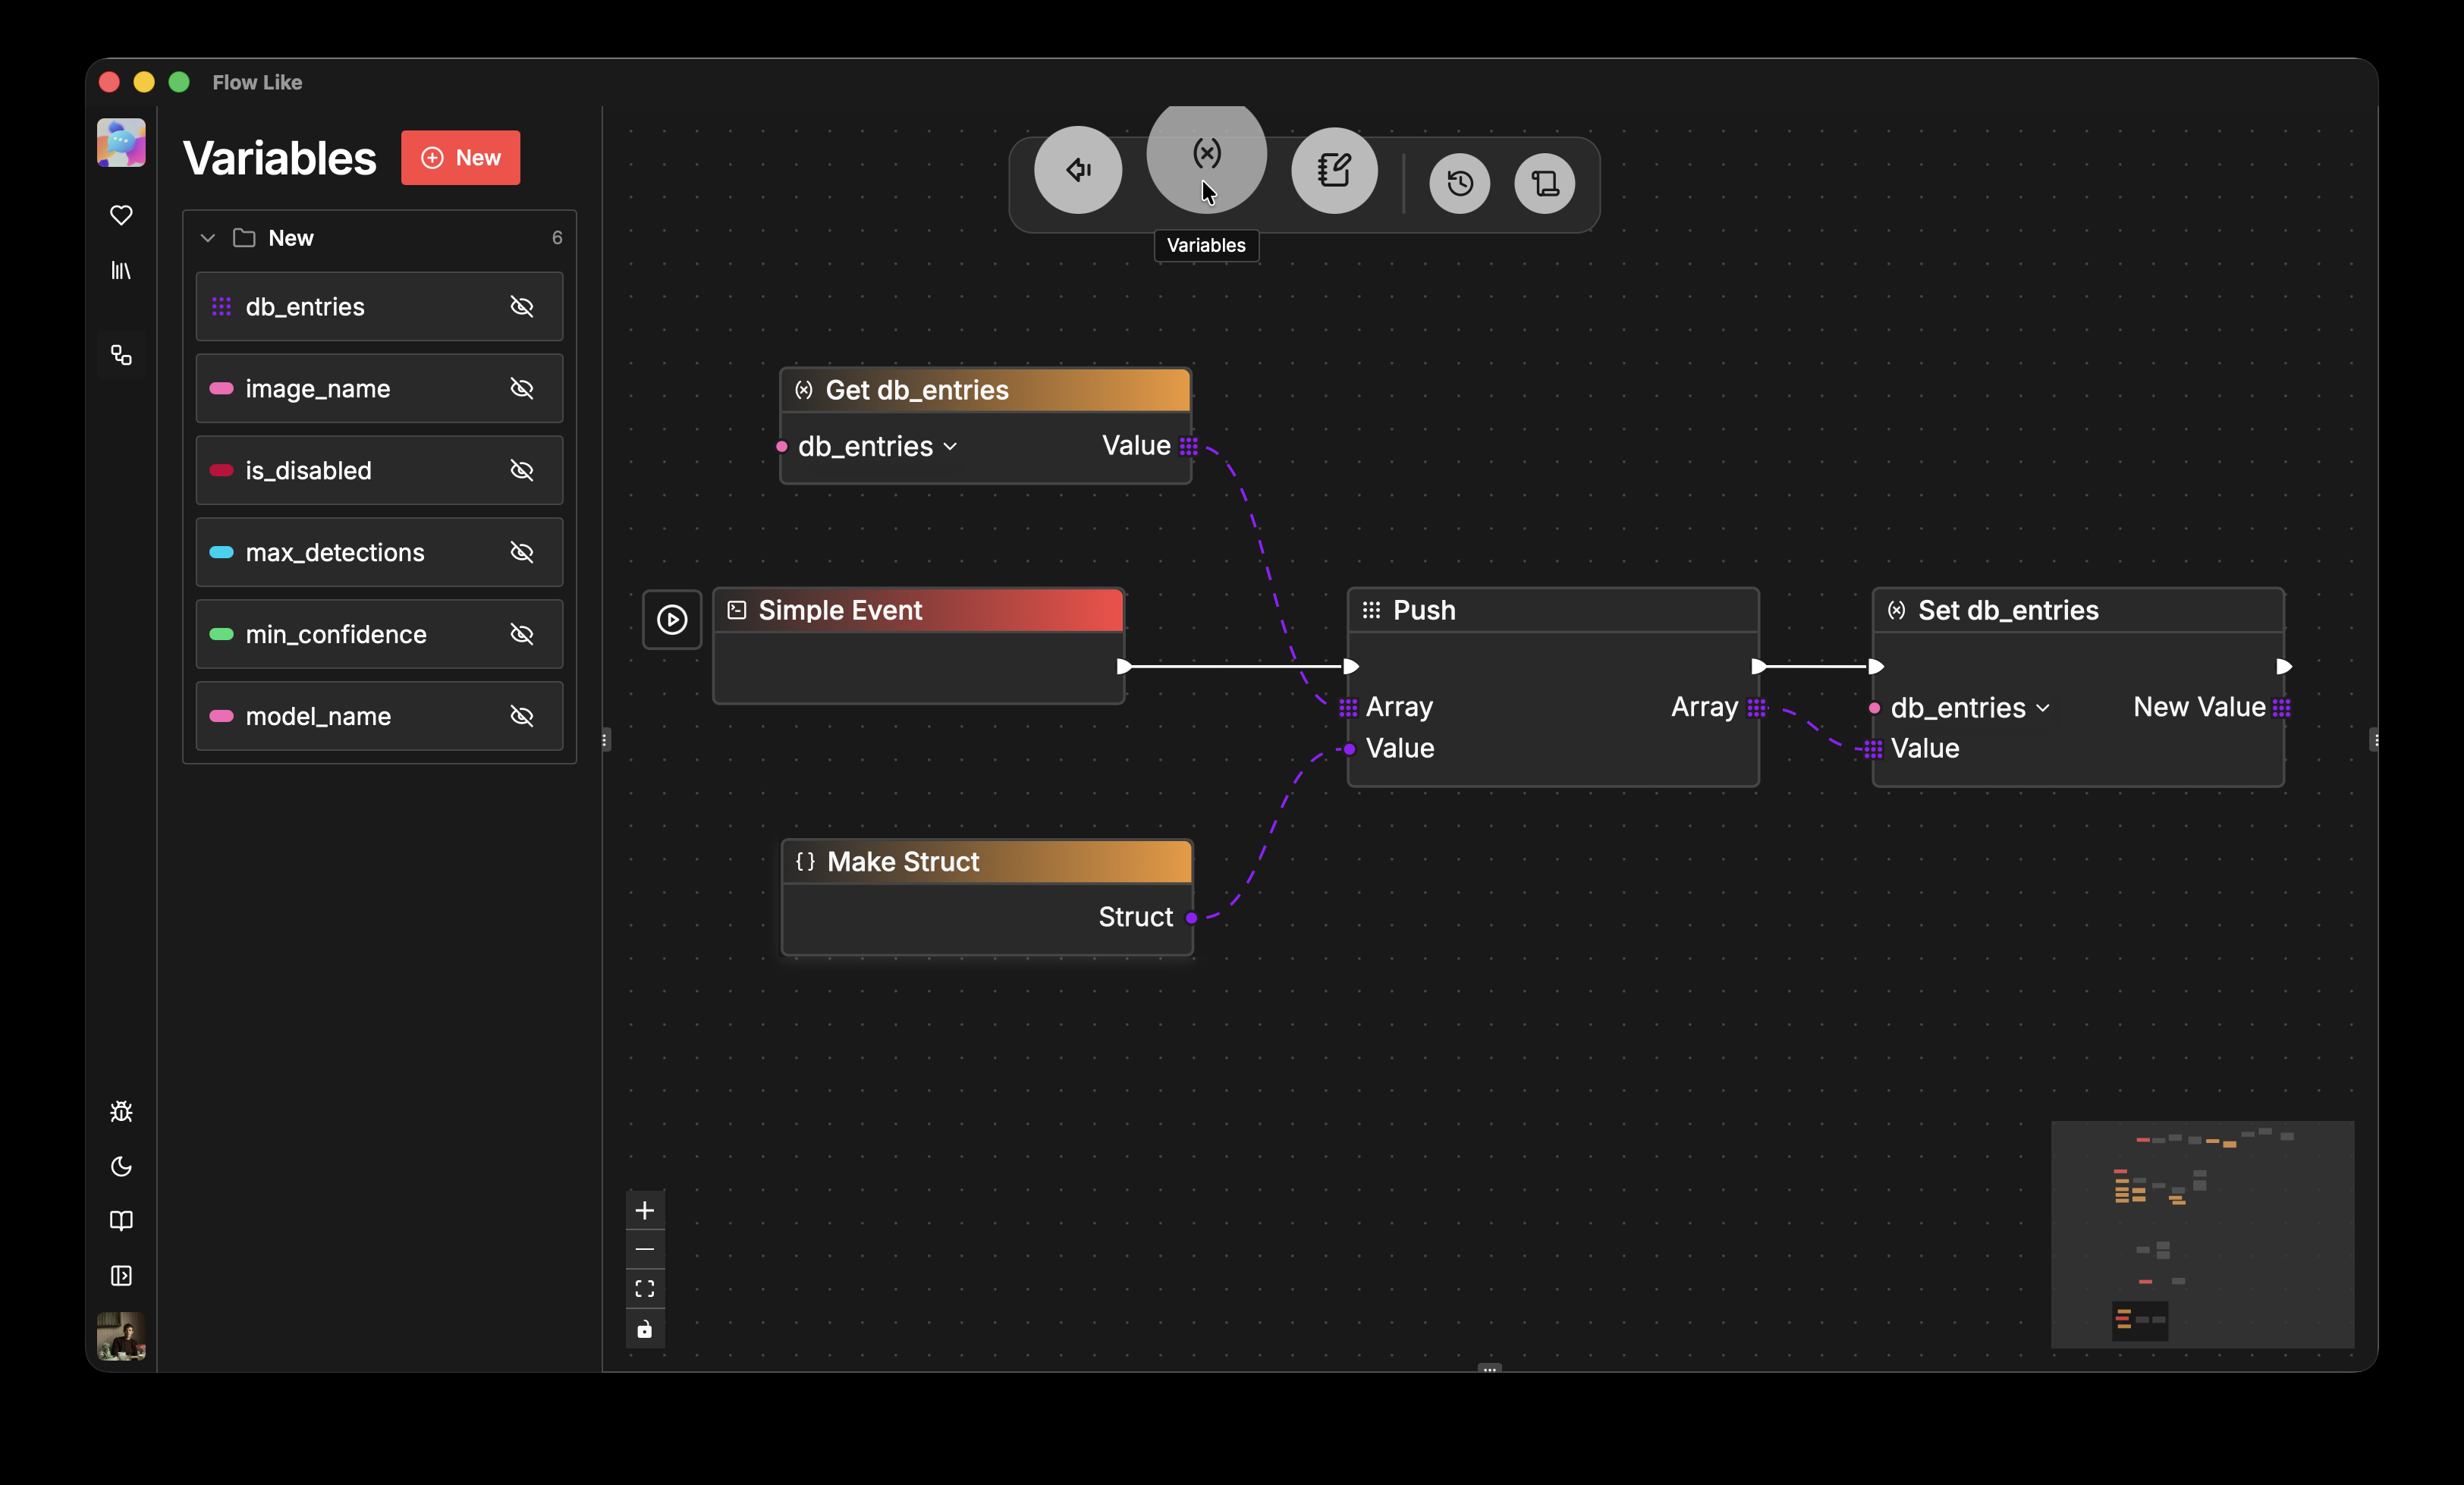 Flow Like
Variables
New
New 6
db_entries
image_name
is_disabled
max_detections
min_confidence
model_name
Variables
Get db_entries
db_entries Value
Simple Event
Push
Array Array
Value
Set db_entries
db_entries New Value
Value
Make Struct
Struct